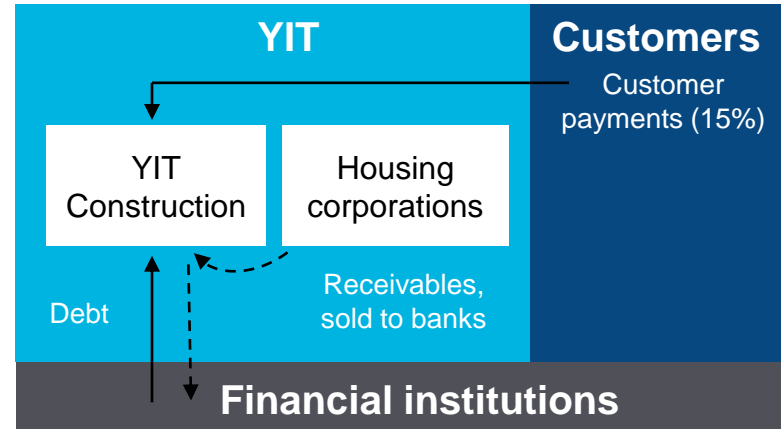 YIT
Customers
Customer
payments (15%)
YIT
Construction
Housing
corporations
Receivables,
sold to banks
Debt
Financial institutions